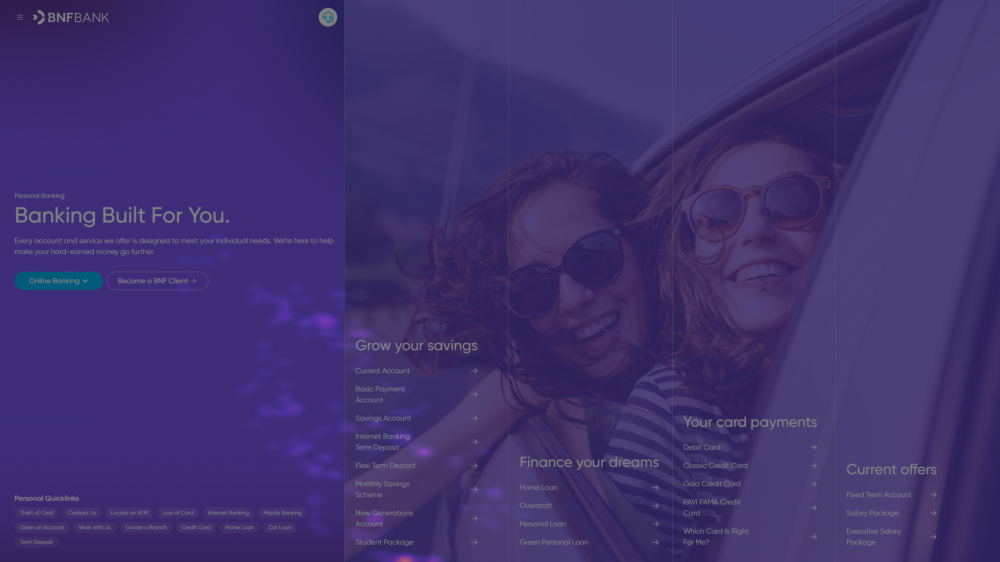 BNFBANK
Personal Banking
Banking Built For You.
Every account and service we offer is designed to meet your individual needs. We're here to help
make your hard-earned money go further.
Online Banking
Become a BNF Client →
Personal Quicklinks
Theft of Card
Contact Us
Locate an ATM
Loss of Card
Internet Banking
Mobile Banking
Open an Account
Work with Us
Locate a Branch
Credit Card
Home Loan
Car Loan
Term Deposit
Grow your savings
Current Account →
Basic Payment
Account →
Savings Account →
Internet Banking
Term Deposit →
Flexi Term Deposit →
Monthly Savings
Scheme →
New Generations
Account →
Student Package →
Finance your dreams
Home Loan →
Overdraft →
Personal Loan →
Green Personal Loan →
Your card payments
Debit Card →
Classic Credit Card →
Gold Credit Card →
PAVI PAMA Credit
Card →
Which Card Is Right
For Me? →
Current offers
Fixed Term Account →
Salary Package →
Executive Salary
Package →